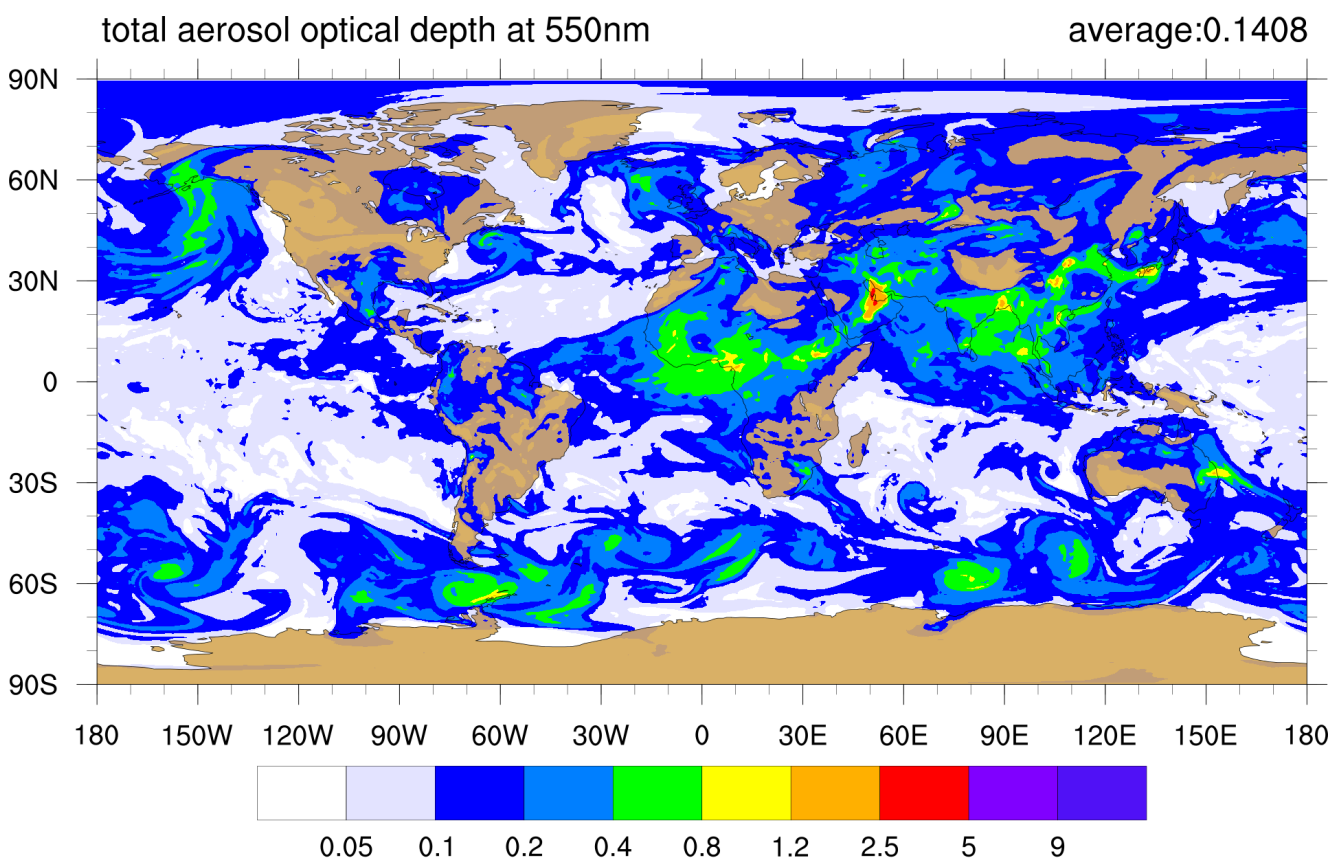 total aerosol optical depth at 550nm average:0.1408
90N
60N
30N
0
30S
60S
90S
180 150W 120W 90W 60W 30W 0 30E 60E 90E 120E 150E 180
0.05 0.1 0.2 0.4 0.8 1.2 2.5 5 9